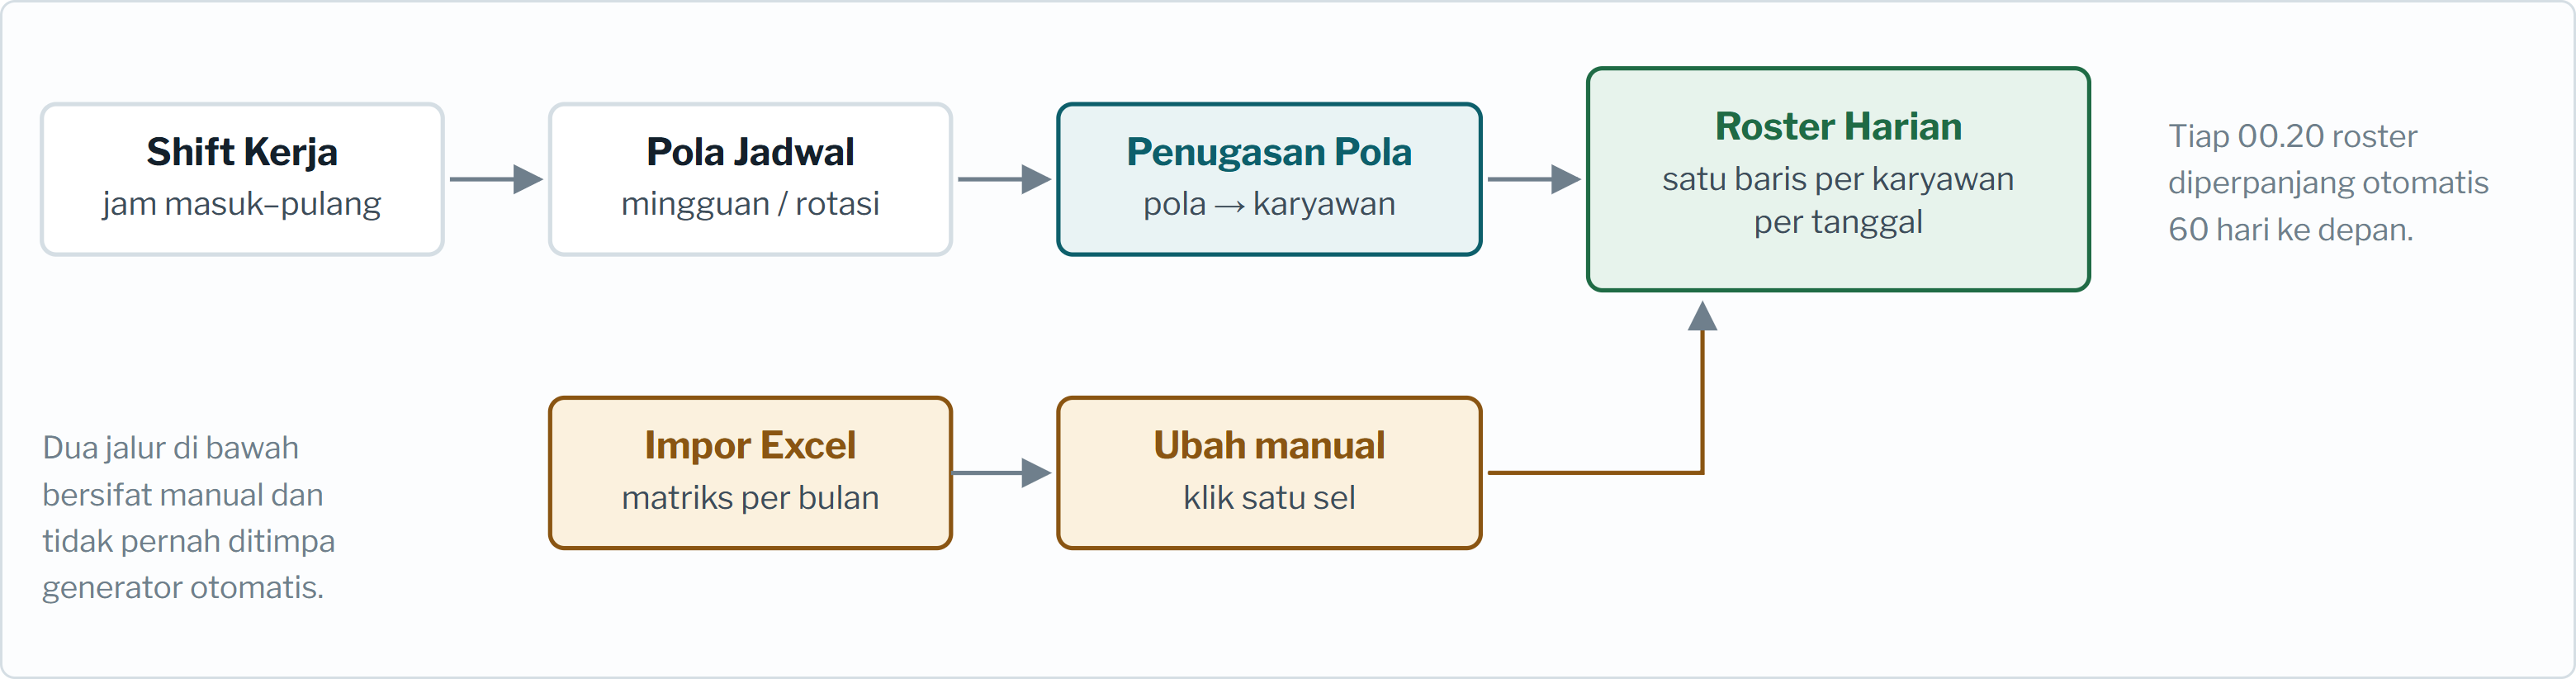 Shift Kerja
jam masuk–pulang
Pola Jadwal
mingguan / rotasi
Penugasan Pola
pola → karyawan
Roster Harian
satu baris per karyawan
per tanggal
Tiap 00.20 roster
diperpanjang otomatis
60 hari ke depan.
Dua jalur di bawah
bersifat manual dan
tidak pernah ditimpa
generator otomatis.
Impor Excel
matriks per bulan
Ubah manual
klik satu sel